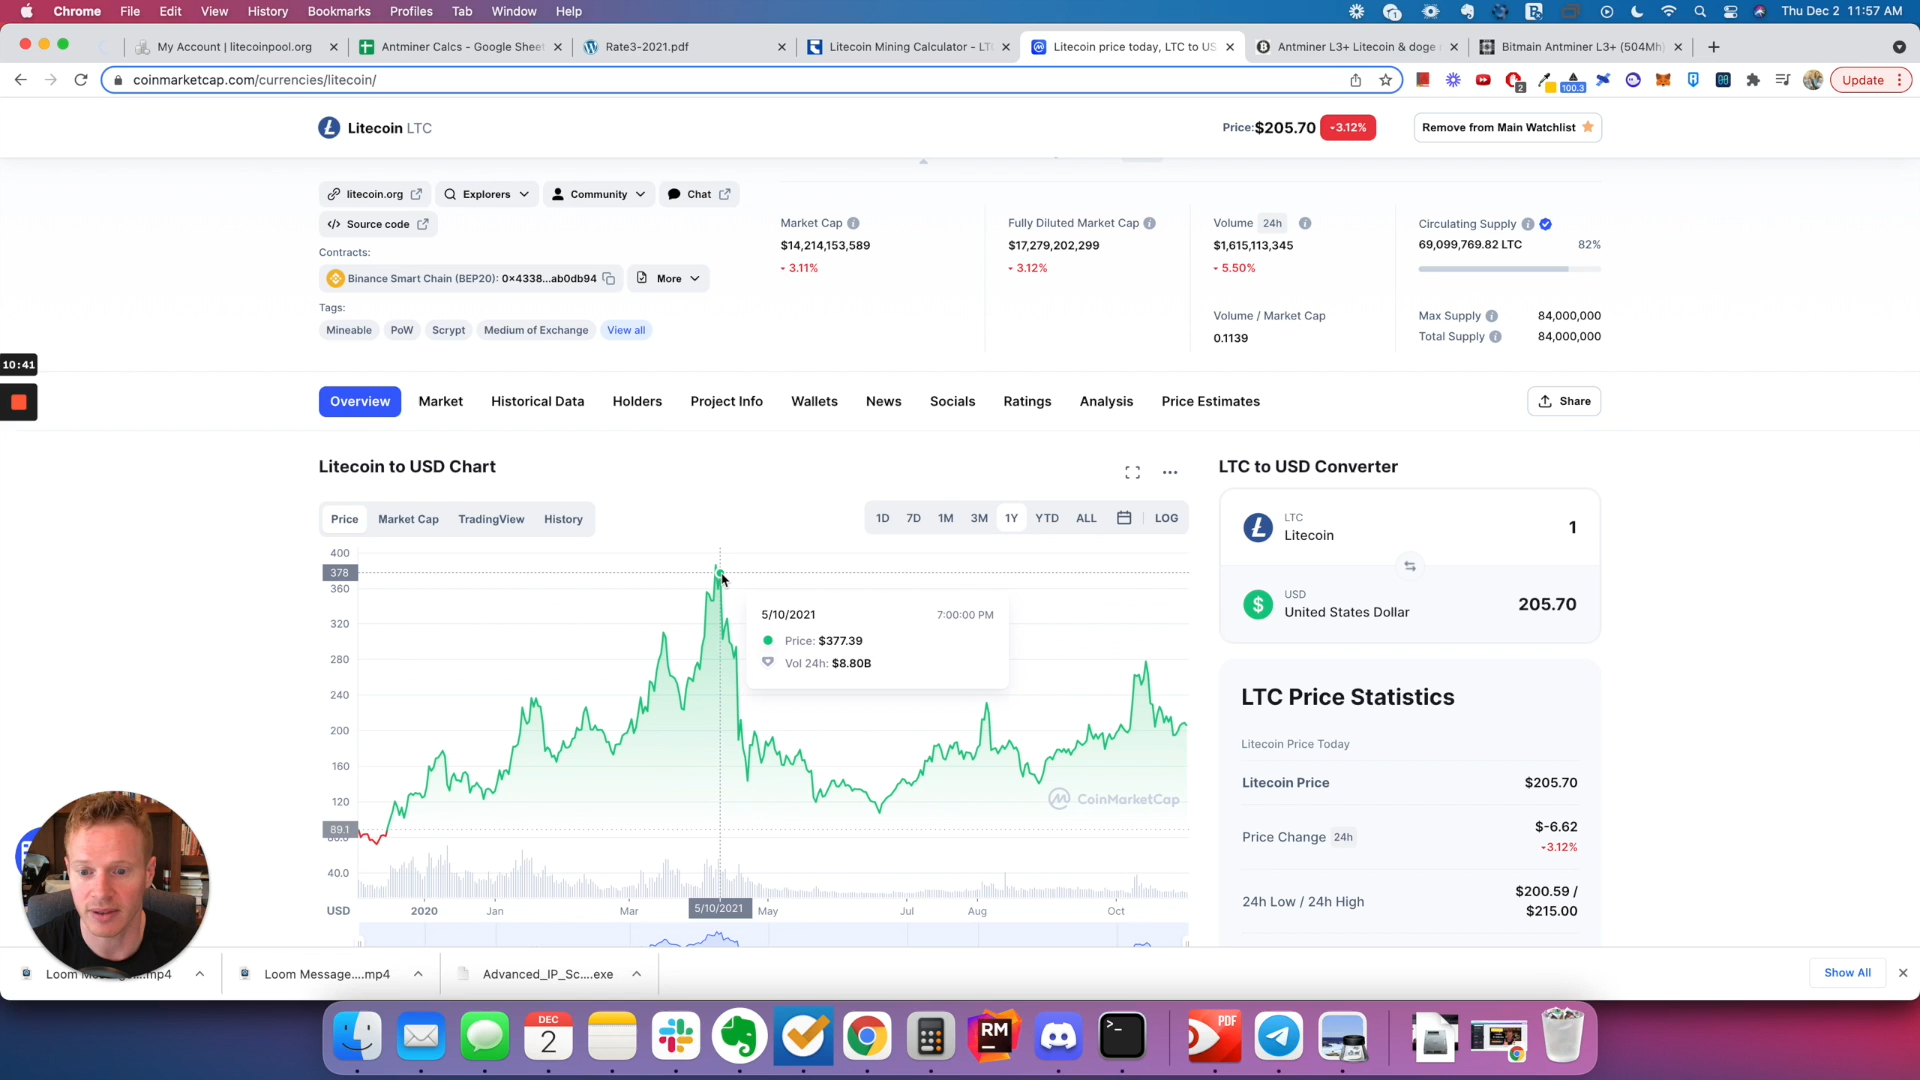 Chrome File Edit View History Bookmarks Profiles Tab Window Help Thu Dec 2 11:57 AM
My Account | litecoinpool.org Antminer Calcs - Google Sheet Rate3-2021.pdf Litecoin Mining Calculator - LT Litecoin price today, LTC to US Antminer L3+ Litecoin & doge Bitmain Antminer L3+ (504Mh
coinmarketcap.com/currencies/litecoin/ 2 100.3 Update
Litecoin LTC Price:$205.70 3.12% Remove from Main Watchlist
litecoin.org Explorers Community Chat
Source code
Contracts:
Binance Smart Chain (BEP20): 0×4338...ab0db94 More
Tags:
Mineable PoW Scrypt Medium of Exchange View all
Market Cap Fully Diluted Market Cap Volume 24h Circulating Supply
$14,214,153,589 $17,279,202,299 $1,615,113,345 69,099,769.82 LTC 82%
3.11% 3.12% 5.50%
Volume / Market Cap Max Supply 84,000,000
0.1139 Total Supply 84,000,000
10:41
Overview Market Historical Data Holders Project Info Wallets News Socials Ratings Analysis Price Estimates Share
Litecoin to USD Chart
Price Market Cap TradingView History 1D 7D 1M 3M 1Y YTD ALL LOG
400
378
360
320
280
240
200
160
120
89.1
40.0
5/10/2021 7:00:00 PM
Price: $377.39
Vol 24h: $8.80B
CoinMarketCap
USD 2020 Jan Mar 5/10/2021 May Jul Aug Oct
LTC to USD Converter
LTC
Litecoin 1
USD
United States Dollar 205.70
LTC Price Statistics
Litecoin Price Today
Litecoin Price $205.70
Price Change 24h $-6.62
3.12%
24h Low / 24h High $200.59 /
$215.00
Loom Message....mp4 Advanced_IP_Sc....exe Show All
DEC
2
RM
PDF